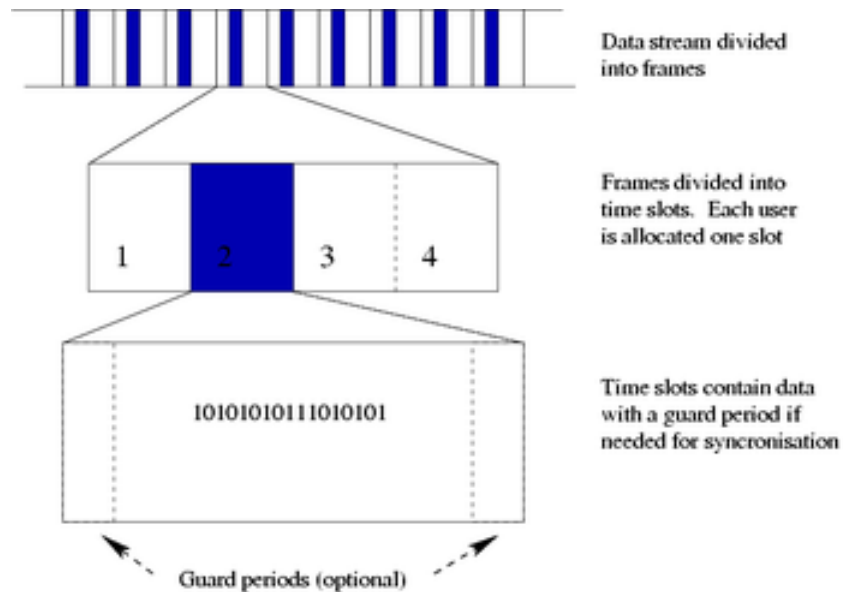 Data stream divided
into frames
Frames divided into
time slots. Each user
is allocated one slot
1 2 3 4
Time slots contain data
with a guard period if
needed for syncronisation
10101010111010101
Guard periods (optional)